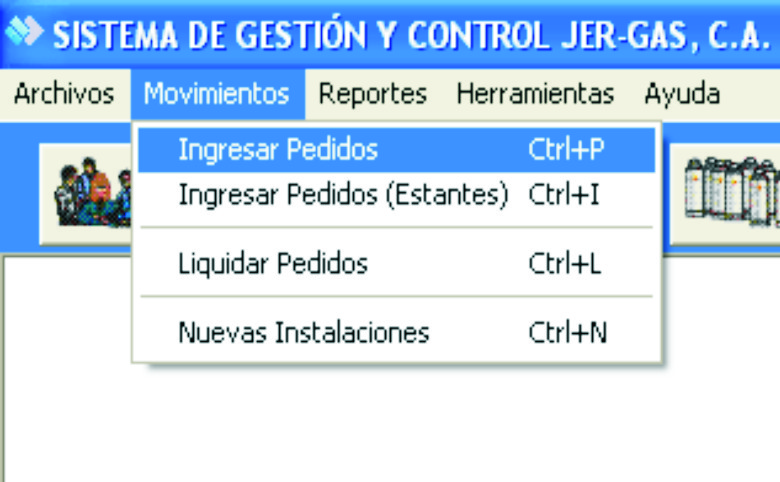 SISTEMA DE GESTIÓN Y CONTROL JER-GAS, C.A.
Archivos Movimientos Reportes Herramientas Ayuda
Ingresar Pedidos Ctrl+P
Ingresar Pedidos (Estantes) Ctrl+I
Liquidar Pedidos Ctrl+L
Nuevas Instalaciones Ctrl+N